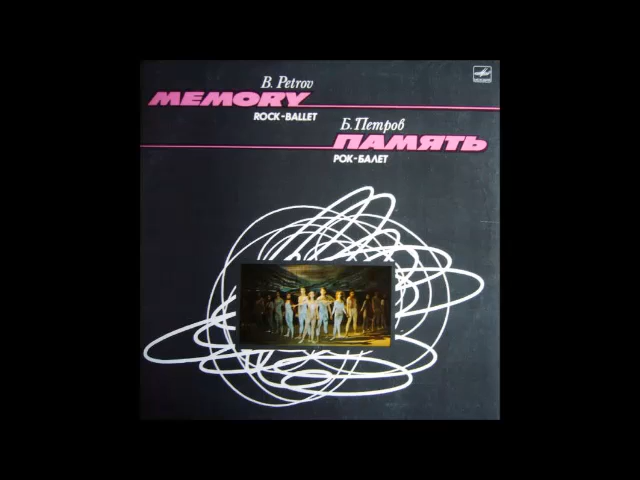 B. Petrov
MEMORY
ROCK-BALLET
Б. Петров
ПАМЯТЬ
РОК-БАЛЕТ